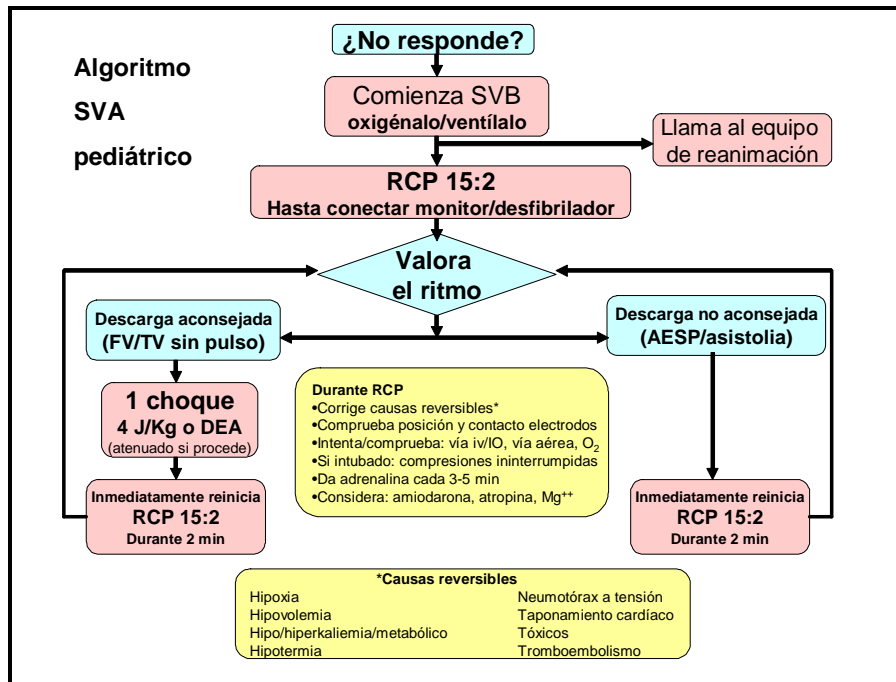 Algoritmo
SVA
pediátrico
¿No responde?
Comienza SVB
oxigénalo/ventílalo
Llama al equipo
de reanimación
RCP 15:2
Hasta conectar monitor/desfibrilador
Valora
el ritmo
Descarga aconsejada
(FV/TV sin pulso)
Descarga no aconsejada
(AESP/asistolia)
1 choque
4 J/Kg o DEA
(atenuado si procede)
Inmediatamente reinicia
RCP 15:2
Durante 2 min
Durante RCP
•Corrige causas reversibles*
•Comprueba posición y contacto electrodos
•Intenta/comprueba: vía iv/IO, vía aérea, O₂
•Si intubado: compresiones ininterrumpidas
•Da adrenalina cada 3-5 min
•Considera: amiodarona, atropina, Mg⁺⁺
Inmediatamente reinicia
RCP 15:2
Durante 2 min
*Causas reversibles
Hipoxia
Hipovolemia
Hipo/hiperkaliemia/metabólico
Hipotermia
Neumotórax a tensión
Taponamiento cardíaco
Tóxicos
Tromboembolismo